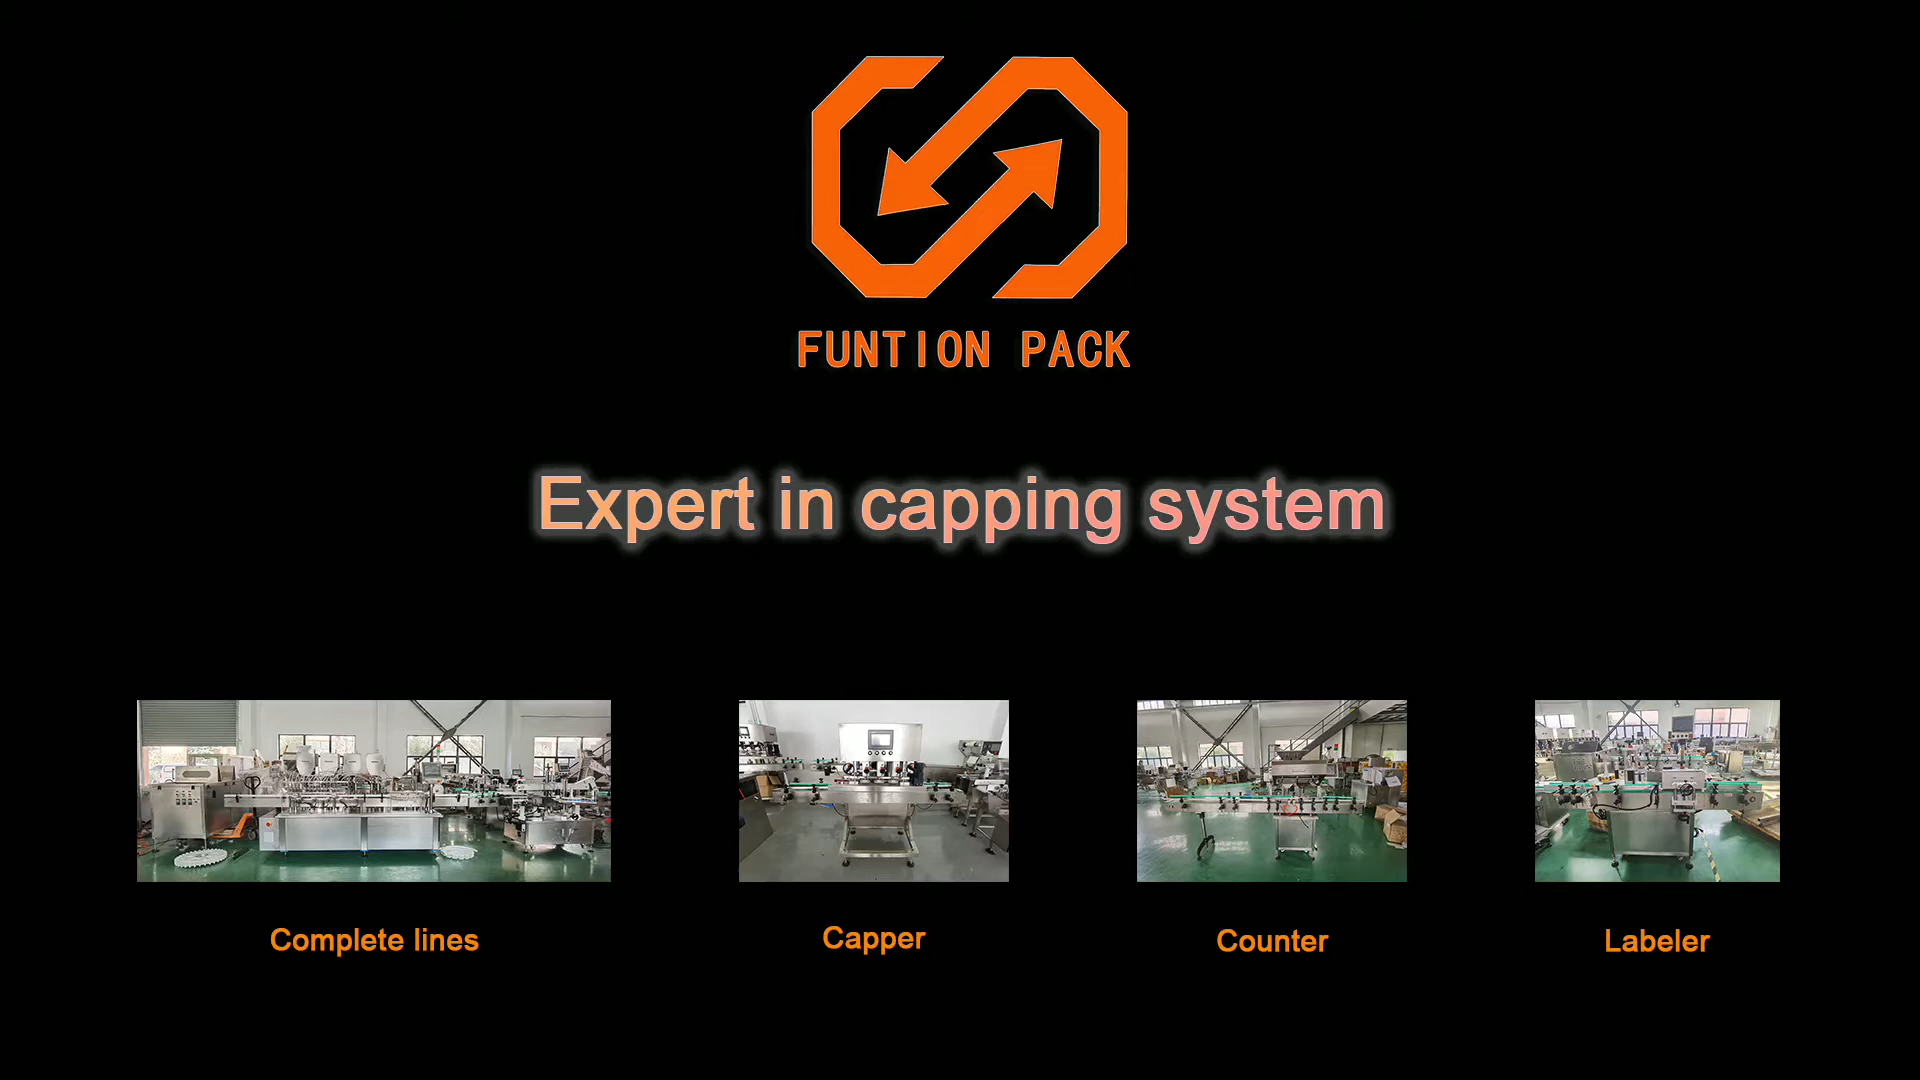 FUNTION PACK
Expert in capping system
Complete lines
Capper
Counter
Labeler